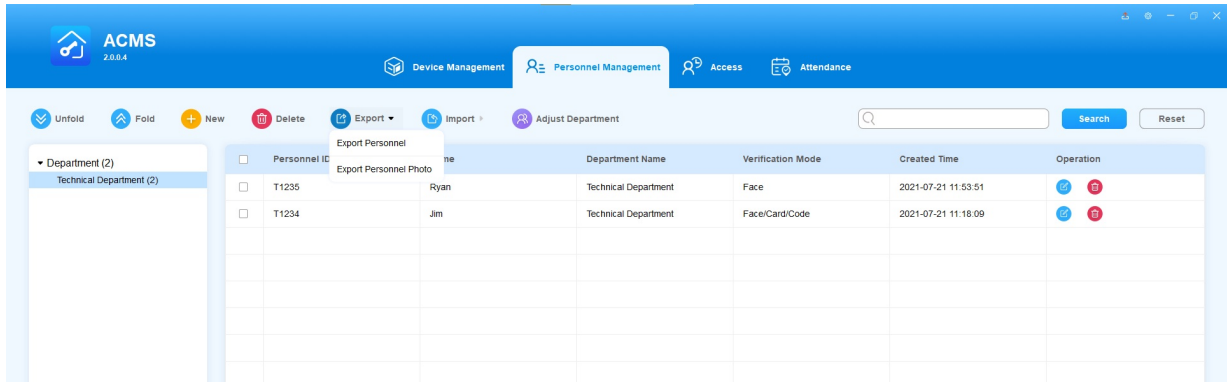 ACMS
2.0.0.4
Device Management
Personnel Management
Access
Attendance
Unfold
Fold
New
Delete
Export
Import
Adjust Department
Search
Reset
Export Personnel
Export Personnel Photo
Department (2)
Technical Department (2)
Personnel ID me Department Name Verification Mode Created Time Operation
T1235 Ryan Technical Department Face 2021-07-21 11:53:51
T1234 Jim Technical Department Face/Card/Code 2021-07-21 11:18:09